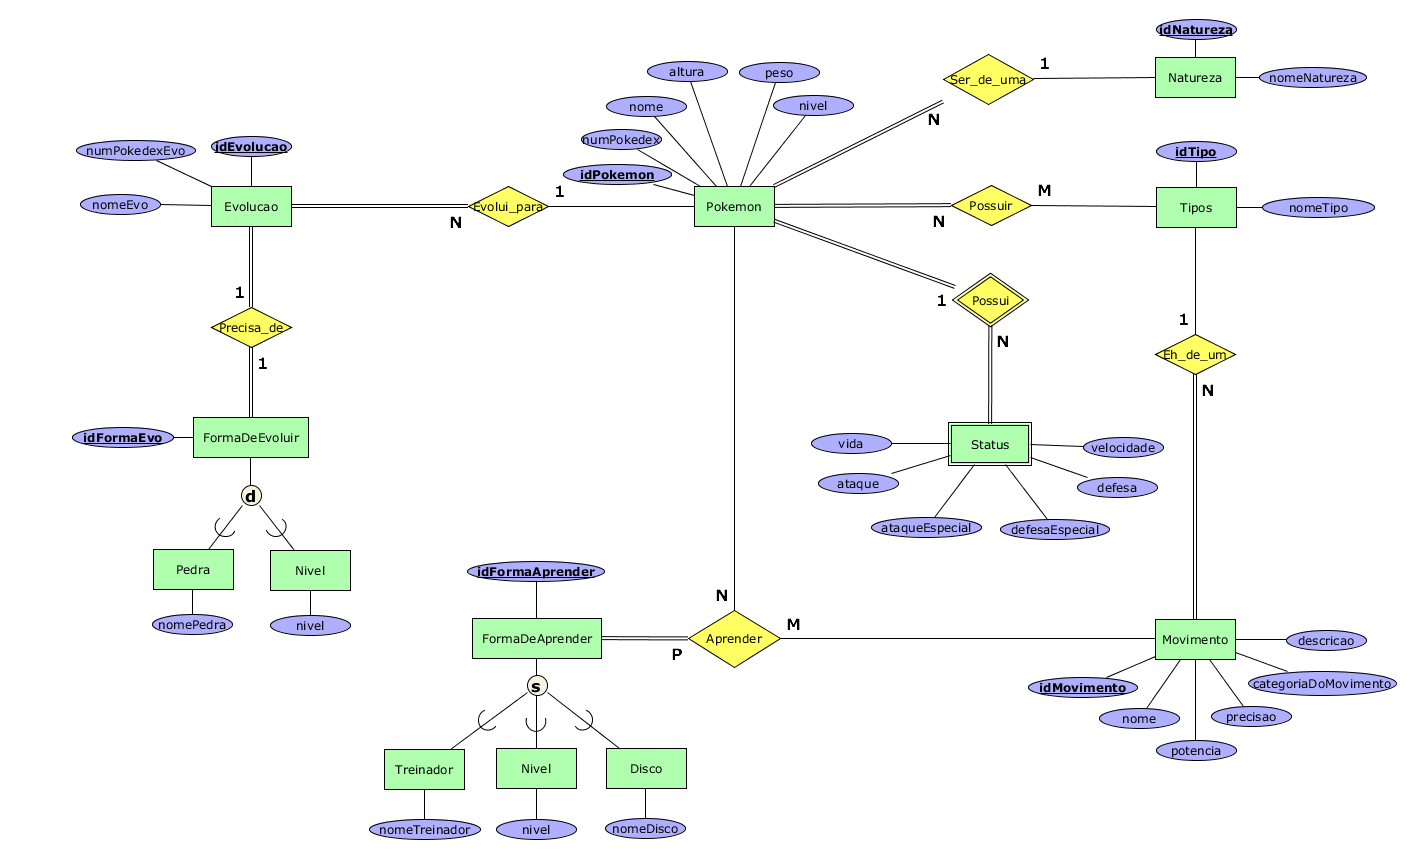 idNatureza
Ser_de_uma
1
Natureza
nomeNatureza
N
altura
peso
nome
nivel
numPokedex
idPokemon
Pokemon
numPokedexEvo
idEvolucao
nomeEvo
Evolucao
N
Evolui_para
1
idTipo
Possuir
N
M
Tipos
nomeTipo
1
Precisa_de
1
1
Possui
N
1
Eh_de_um
N
idFormaEvo
FormaDeEvoluir
d
Pedra
Nivel
nomePedra
nivel
Status
vida
ataque
ataqueEspecial
defesaEspecial
defesa
velocidade
idFormaAprender
FormaDeAprender
P
N
Aprender
M
Movimento
descricao
categoriaDoMovimento
idMovimento
nome
precisao
potencia
s
Treinador
Nivel
Disco
nomeTreinador
nivel
nomeDisco